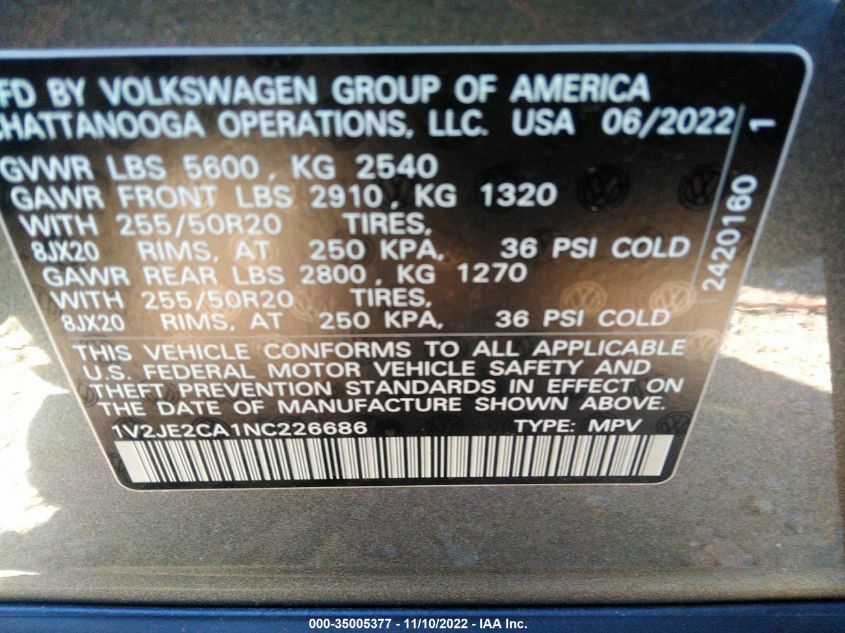 FD BY VOLKSWAGEN GROUP OF AMERICA
HATTANOOGA OPERATIONS, LLC. USA 06/2022 1
GVWR LBS 5600, KG 2540
GAWR FRONT LBS 2910, KG 1320
WITH 255/50R20 TIRES,
8JX20 RIMS, AT 250 KPA, 36 PSI COLD
GAWR REAR LBS 2800, KG 1270
WITH 255/50R20 TIRES,
8JX20 RIMS, AT 250 KPA, 36 PSI COLD
2420160
THIS VEHICLE CONFORMS TO ALL APPLICABLE
U.S. FEDERAL MOTOR VEHICLE SAFETY AND
THEFT PREVENTION STANDARDS IN EFFECT ON
THE DATE OF MANUFACTURE SHOWN ABOVE.
1V2JE2CA1NC226686 TYPE: MPV
000-35005377 - 11/10/2022 - IAA Inc.